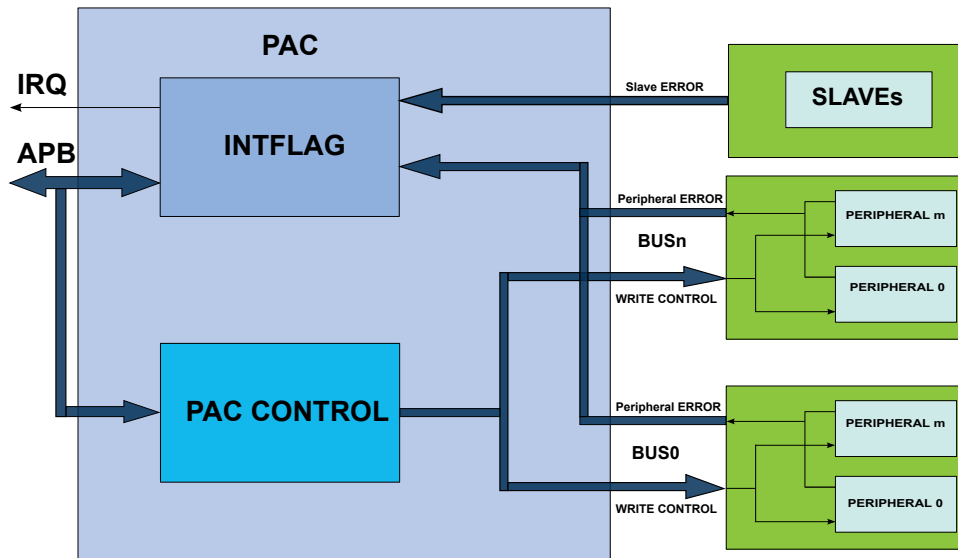 PAC
IRQ
APB
INTFLAG
PAC CONTROL
Slave ERROR
SLAVEs
Peripheral ERROR
BUSn
WRITE CONTROL
PERIPHERAL m
PERIPHERAL 0
Peripheral ERROR
BUS0
WRITE CONTROL
PERIPHERAL m
PERIPHERAL 0